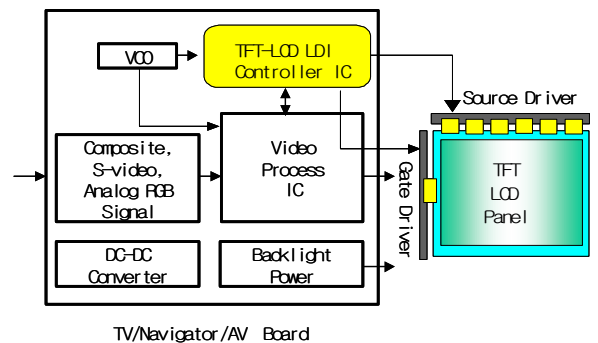 VCO
TFT-LCD LDI
Controller IC
Source Driver
Composite,
S-video,
Analog RGB
Signal
Video
Process
IC
Gate Driver
TFT
LCD
Panel
DC-DC
Converter
Backlight
Power
TV/Navigator/AV Board